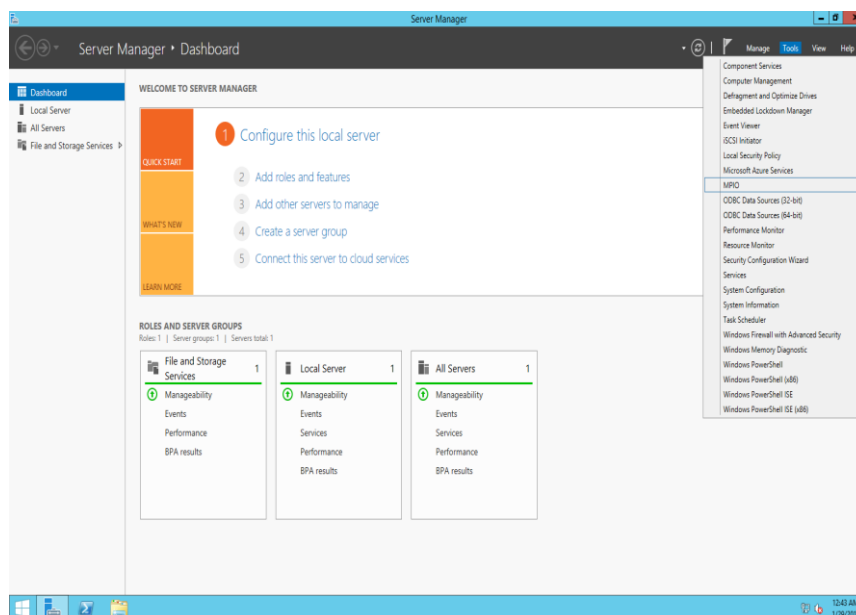 Server Manager
Server Manager • Dashboard
Manage Tools View Help
Dashboard
Local Server
All Servers
File and Storage Services
WELCOME TO SERVER MANAGER
QUICK START
WHAT'S NEW
LEARN MORE
1 Configure this local server
2 Add roles and features
3 Add other servers to manage
4 Create a server group
5 Connect this server to cloud services
ROLES AND SERVER GROUPS
Roles: 1 | Server groups: 1 | Servers total: 1
File and Storage
Services
1
Manageability
Events
Performance
BPA results
Local Server 1
Manageability
Events
Services
Performance
BPA results
All Servers 1
Manageability
Events
Services
Performance
BPA results
Component Services
Computer Management
Defragment and Optimize Drives
Embedded Lockdown Manager
Event Viewer
iSCSI Initiator
Local Security Policy
Microsoft Azure Services
MPIO
ODBC Data Sources (32-bit)
ODBC Data Sources (64-bit)
Performance Monitor
Resource Monitor
Security Configuration Wizard
Services
System Configuration
System Information
Task Scheduler
Windows Firewall with Advanced Security
Windows Memory Diagnostic
Windows PowerShell
Windows PowerShell (x86)
Windows PowerShell ISE
Windows PowerShell ISE (x86)
12:43 AM